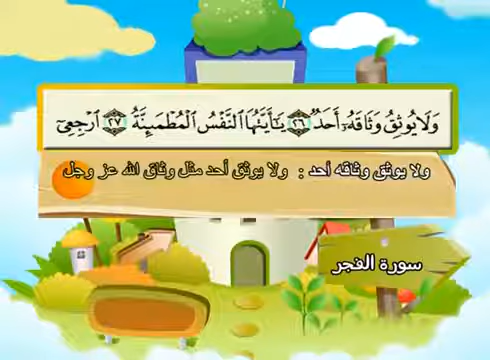 وَلَا يُوثِقُ وَثَاقَهُۥٓ أَحَدٌ ٢٦ يَـٰٓأَيَّتُهَا ٱلنَّفْسُ ٱلْمُطْمَئِنَّةُ ٢٧ ٱرْجِعِىٓ
ولا يوثق وثاقه أحد : ولا يوثق أحد مثل وثاق الله عز وجل
سورة الفجر